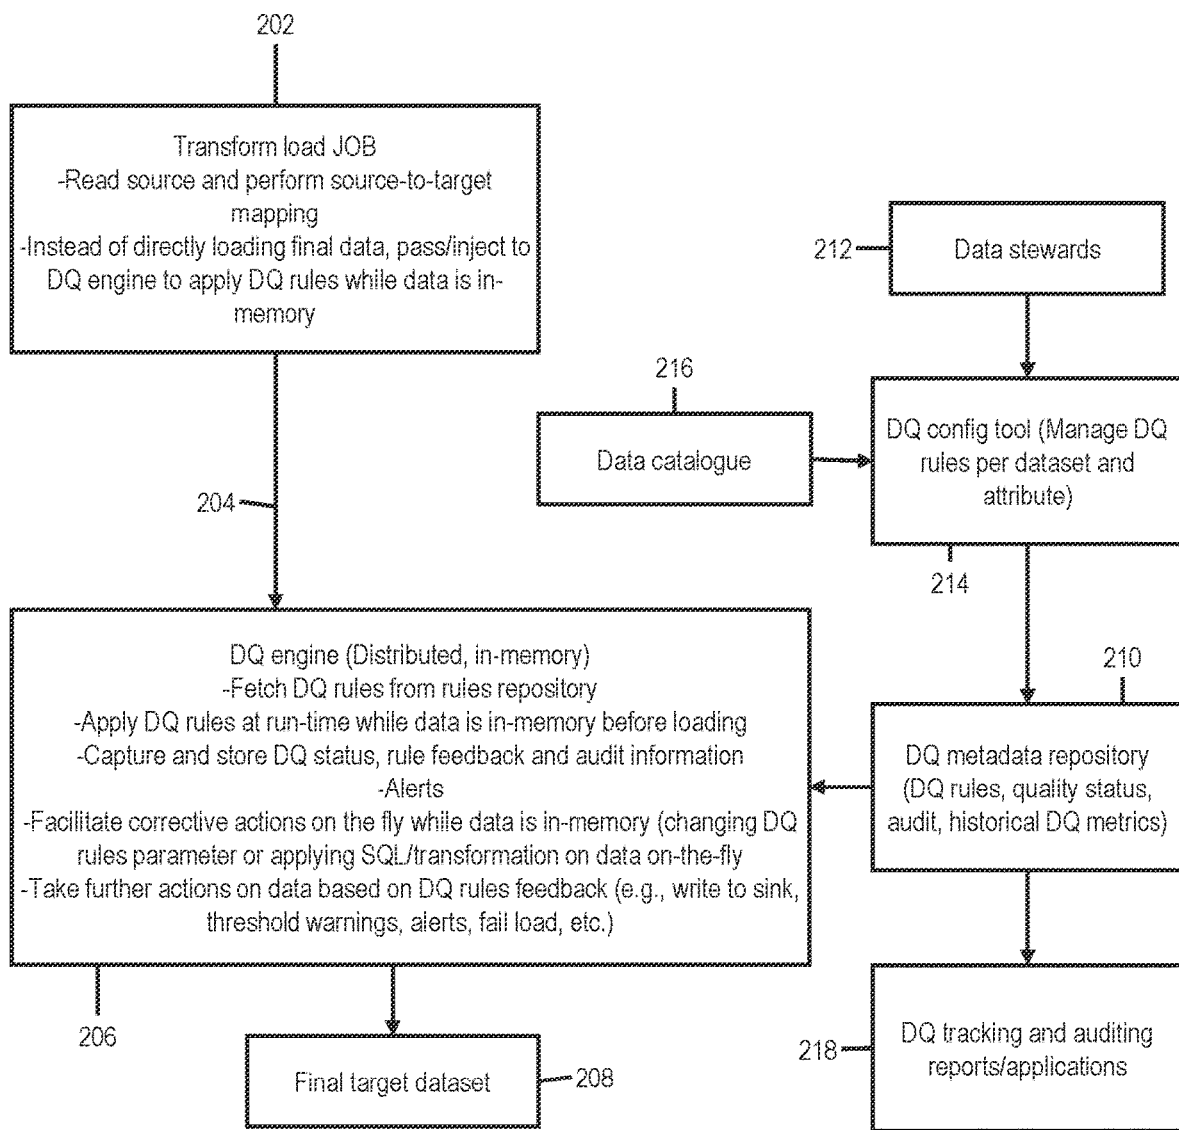 202
Transform load JOB
-Read source and perform source-to-target
mapping
-Instead of directly loading final data, pass/inject to
DQ engine to apply DQ rules while data is in-
memory
212
Data stewards
216
Data catalogue
DQ config tool (Manage DQ
rules per dataset and
attribute)
214
204
DQ engine (Distributed, in-memory)
-Fetch DQ rules from rules repository
-Apply DQ rules at run-time while data is in-memory before loading
-Capture and store DQ status, rule feedback and audit information
-Alerts
-Facilitate corrective actions on the fly while data is in-memory (changing DQ
rules parameter or applying SQL/transformation on data on-the-fly
-Take further actions on data based on DQ rules feedback (e.g., write to sink,
threshold warnings, alerts, fail load, etc.)
206
210
DQ metadata repository
(DQ rules, quality status,
audit, historical DQ metrics)
Final target dataset
208
218
DQ tracking and auditing
reports/applications